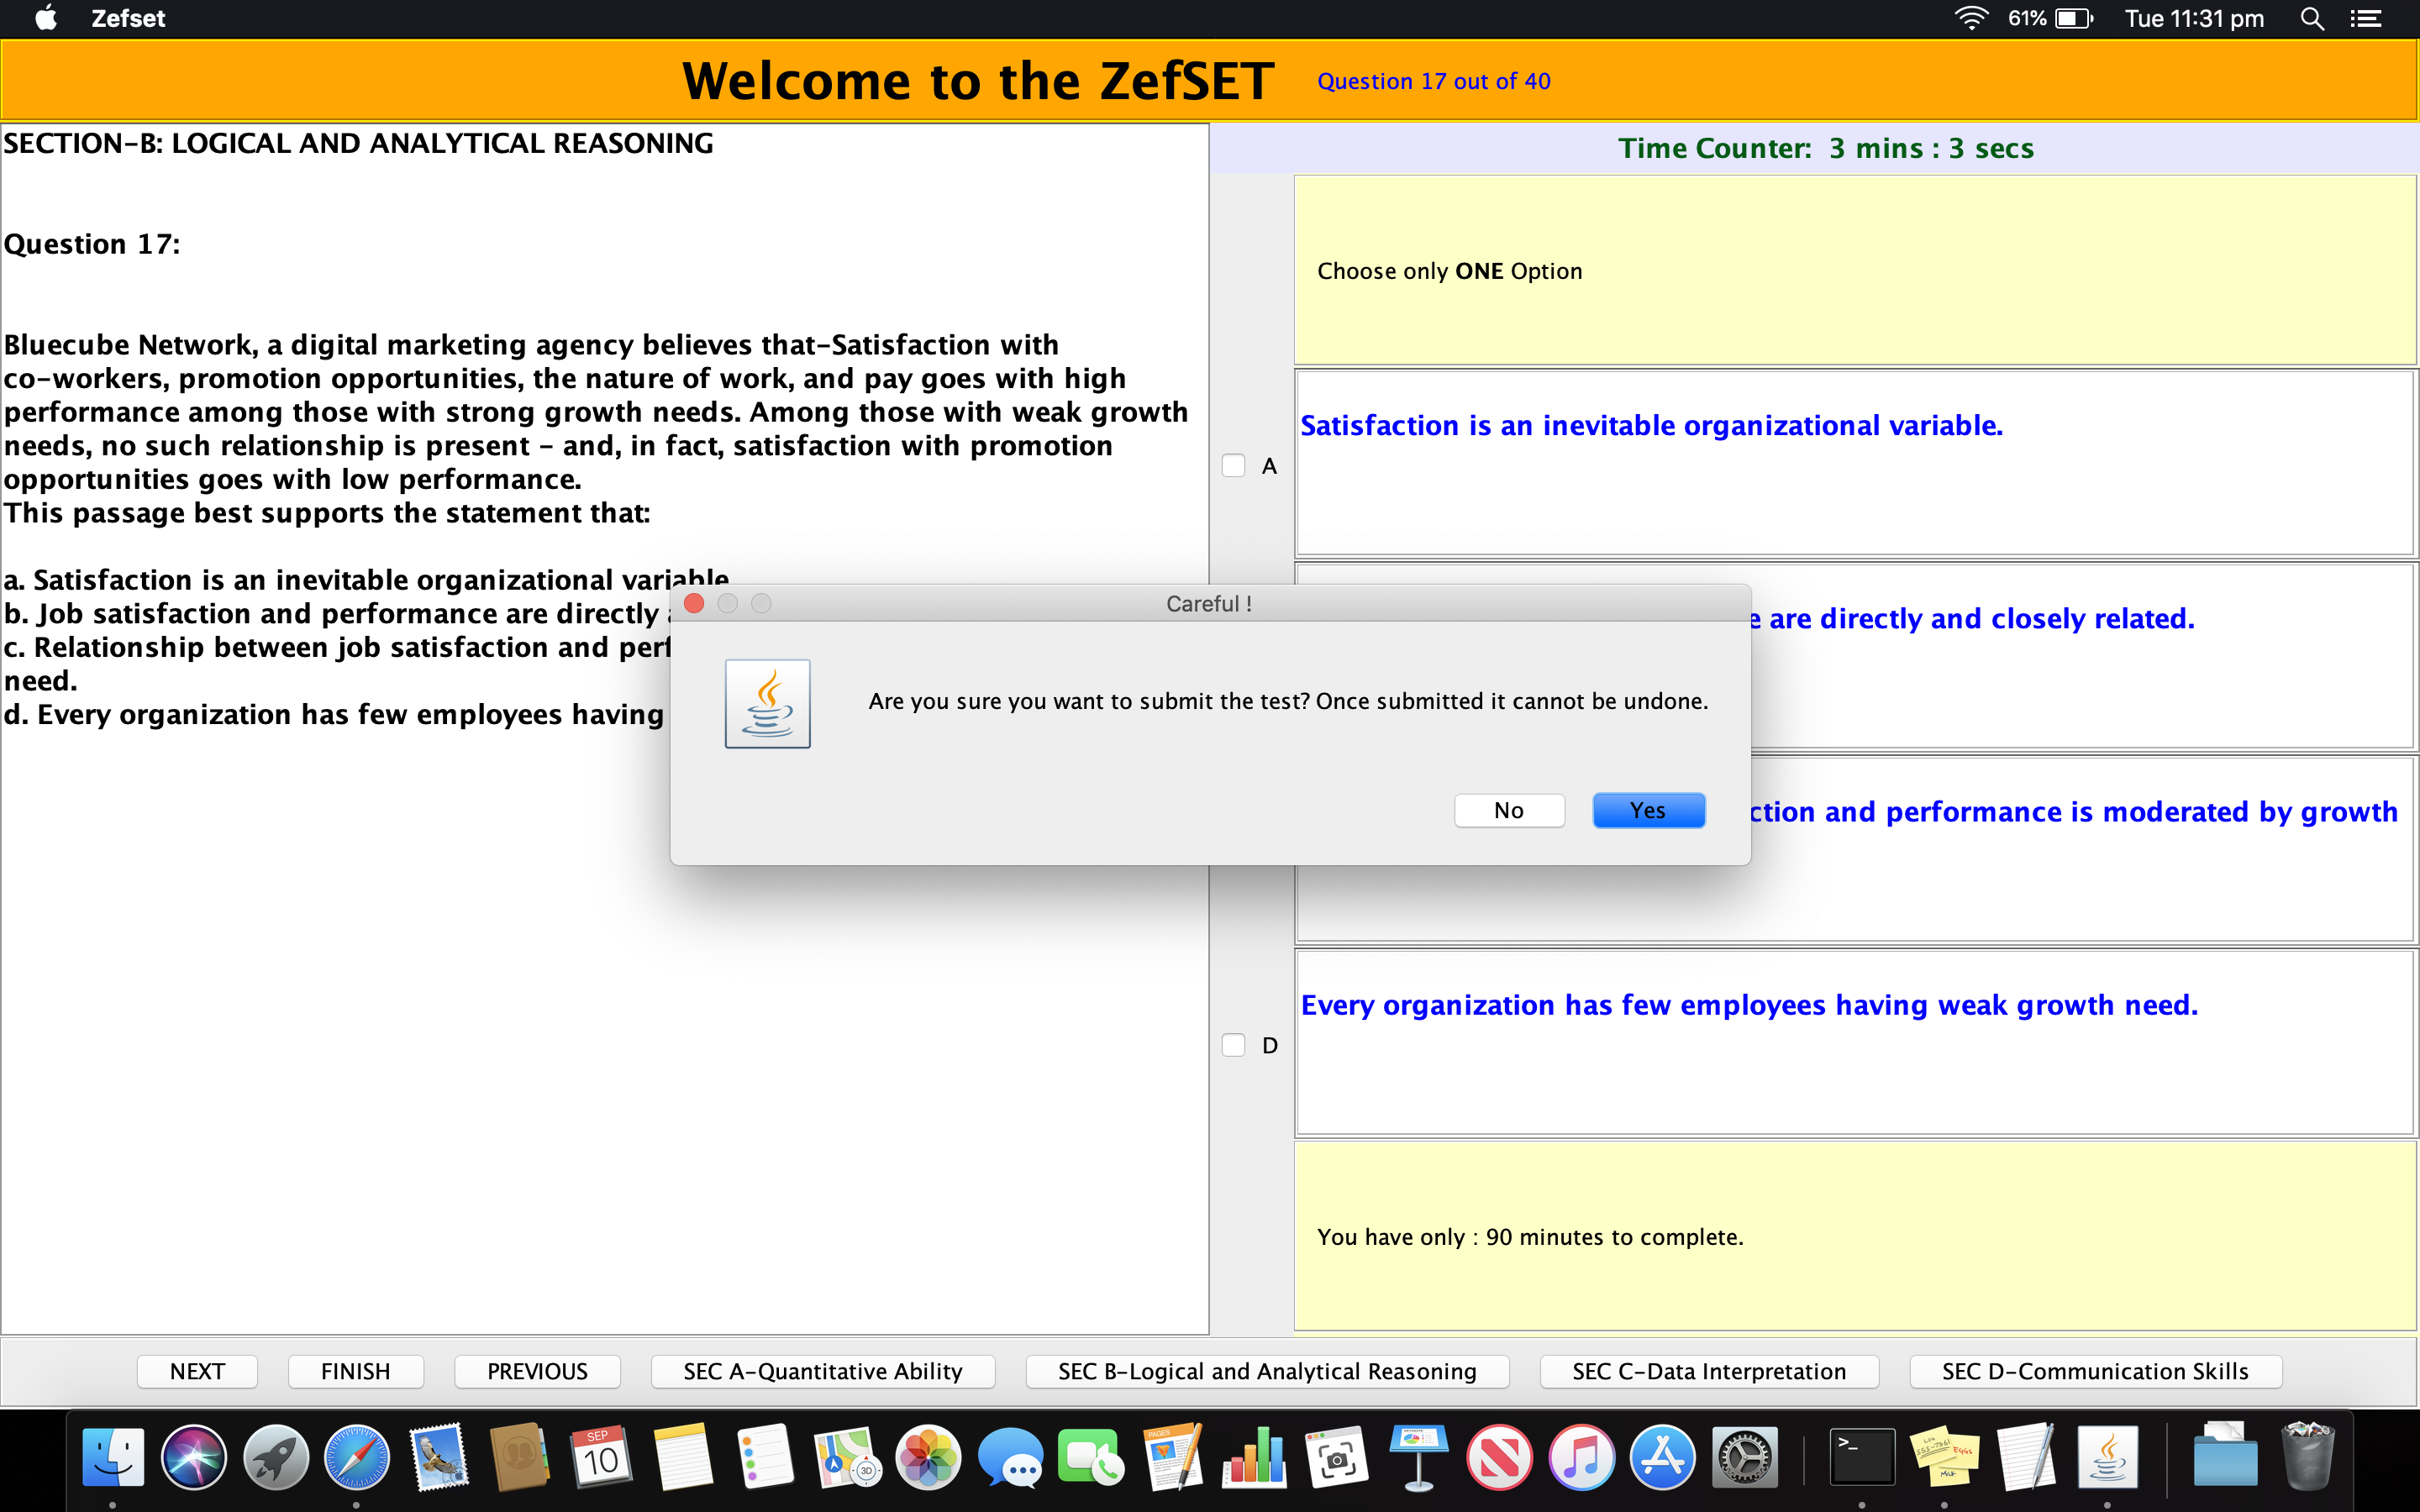 Zefset
61%
Tue 11:31 pm
Welcome to the ZefSET
Question 17 out of 40
SECTION-B: LOGICAL AND ANALYTICAL REASONING
Question 17:
Bluecube Network, a digital marketing agency believes that-Satisfaction with
co-workers, promotion opportunities, the nature of work, and pay goes with high
performance among those with strong growth needs. Among those with weak growth
needs, no such relationship is present - and, in fact, satisfaction with promotion
opportunities goes with low performance.
This passage best supports the statement that:
a. Satisfaction is an inevitable organizational variable
b. Job satisfaction and performance are directly
c. Relationship between job satisfaction and perf
need.
d. Every organization has few employees having
Time Counter: 3 mins : 3 secs
Choose only ONE Option
A
Satisfaction is an inevitable organizational variable.
e are directly and closely related.
ction and performance is moderated by growth
D
Every organization has few employees having weak growth need.
You have only : 90 minutes to complete.
Careful !
Are you sure you want to submit the test? Once submitted it cannot be undone.
No
Yes
NEXT
FINISH
PREVIOUS
SEC A-Quantitative Ability
SEC B-Logical and Analytical Reasoning
SEC C-Data Interpretation
SEC D-Communication Skills
SEP
10
3D
PAGES
>_
EGGS
MILK